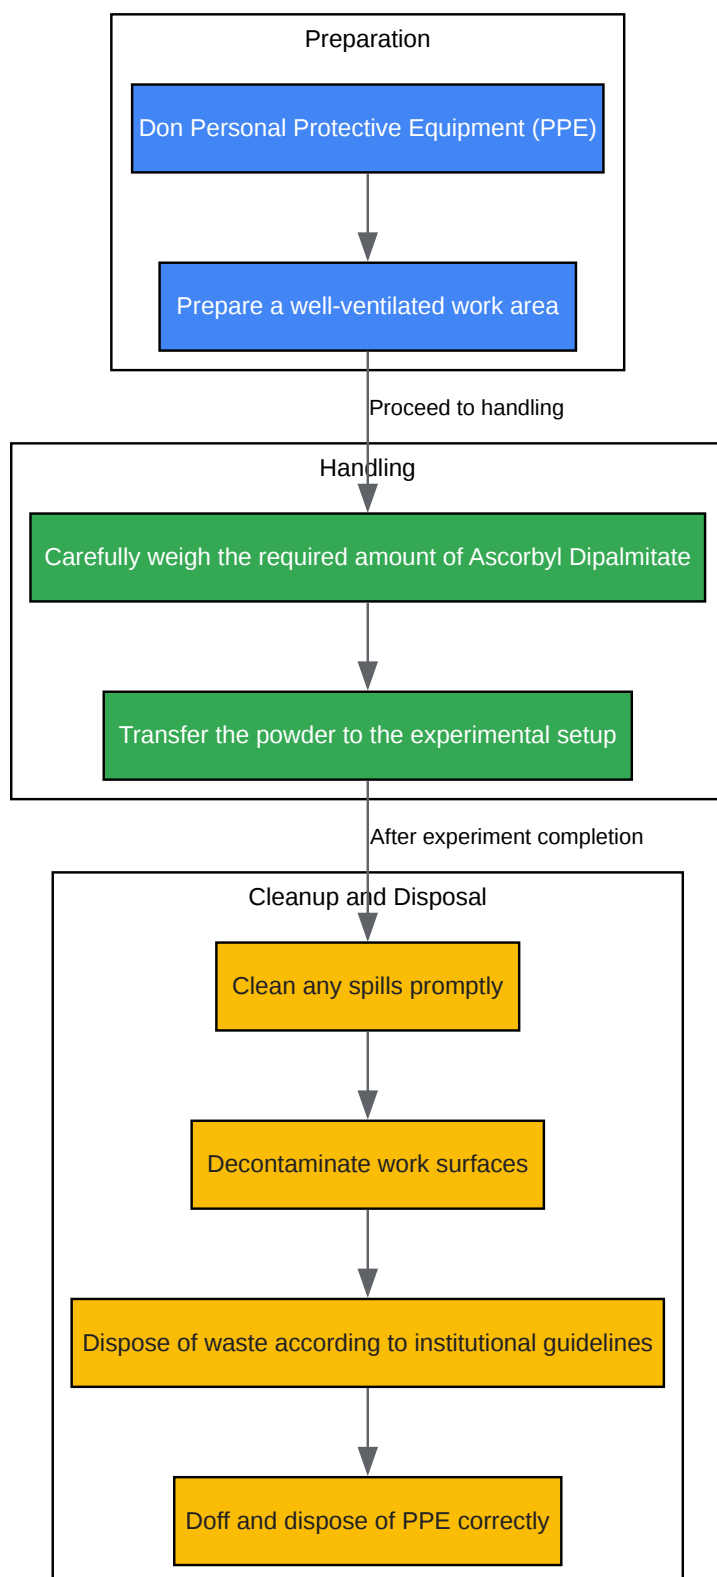 Preparation
Don Personal Protective Equipment (PPE)
Prepare a well-ventilated work area
Proceed to handling
Handling
Carefully weigh the required amount of Ascorbyl Dipalmitate
Transfer the powder to the experimental setup
After experiment completion
Cleanup and Disposal
Clean any spills promptly
Decontaminate work surfaces
Dispose of waste according to institutional guidelines
Doff and dispose of PPE correctly